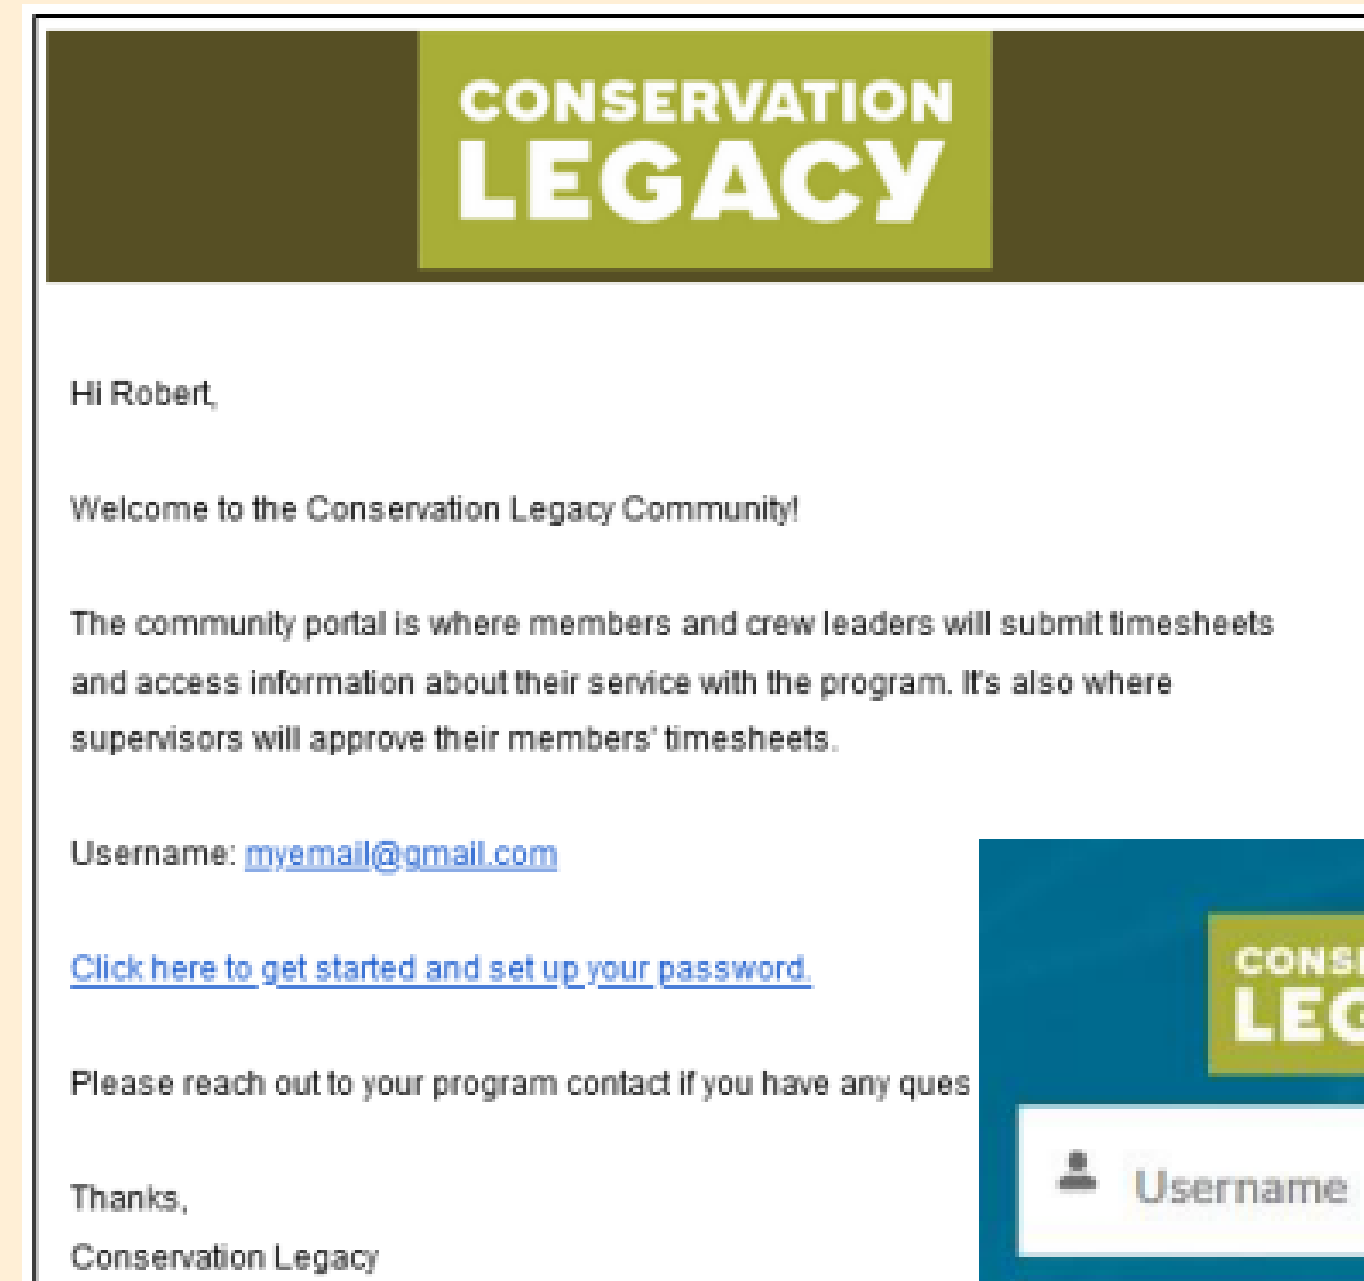 CONSERVATION
LEGACY
Hi Robert,
Welcome to the Conservation Legacy Community!
The community portal is where members and crew leaders will submit timesheets
and access information about their service with the program. It's also where
supervisors will approve their members' timesheets.
Username: myemail@gmail.com
Click here to get started and set up your password.
Please reach out to your program contact if you have any ques
Thanks,
Conservation Legacy
CONSE
LEG
Username